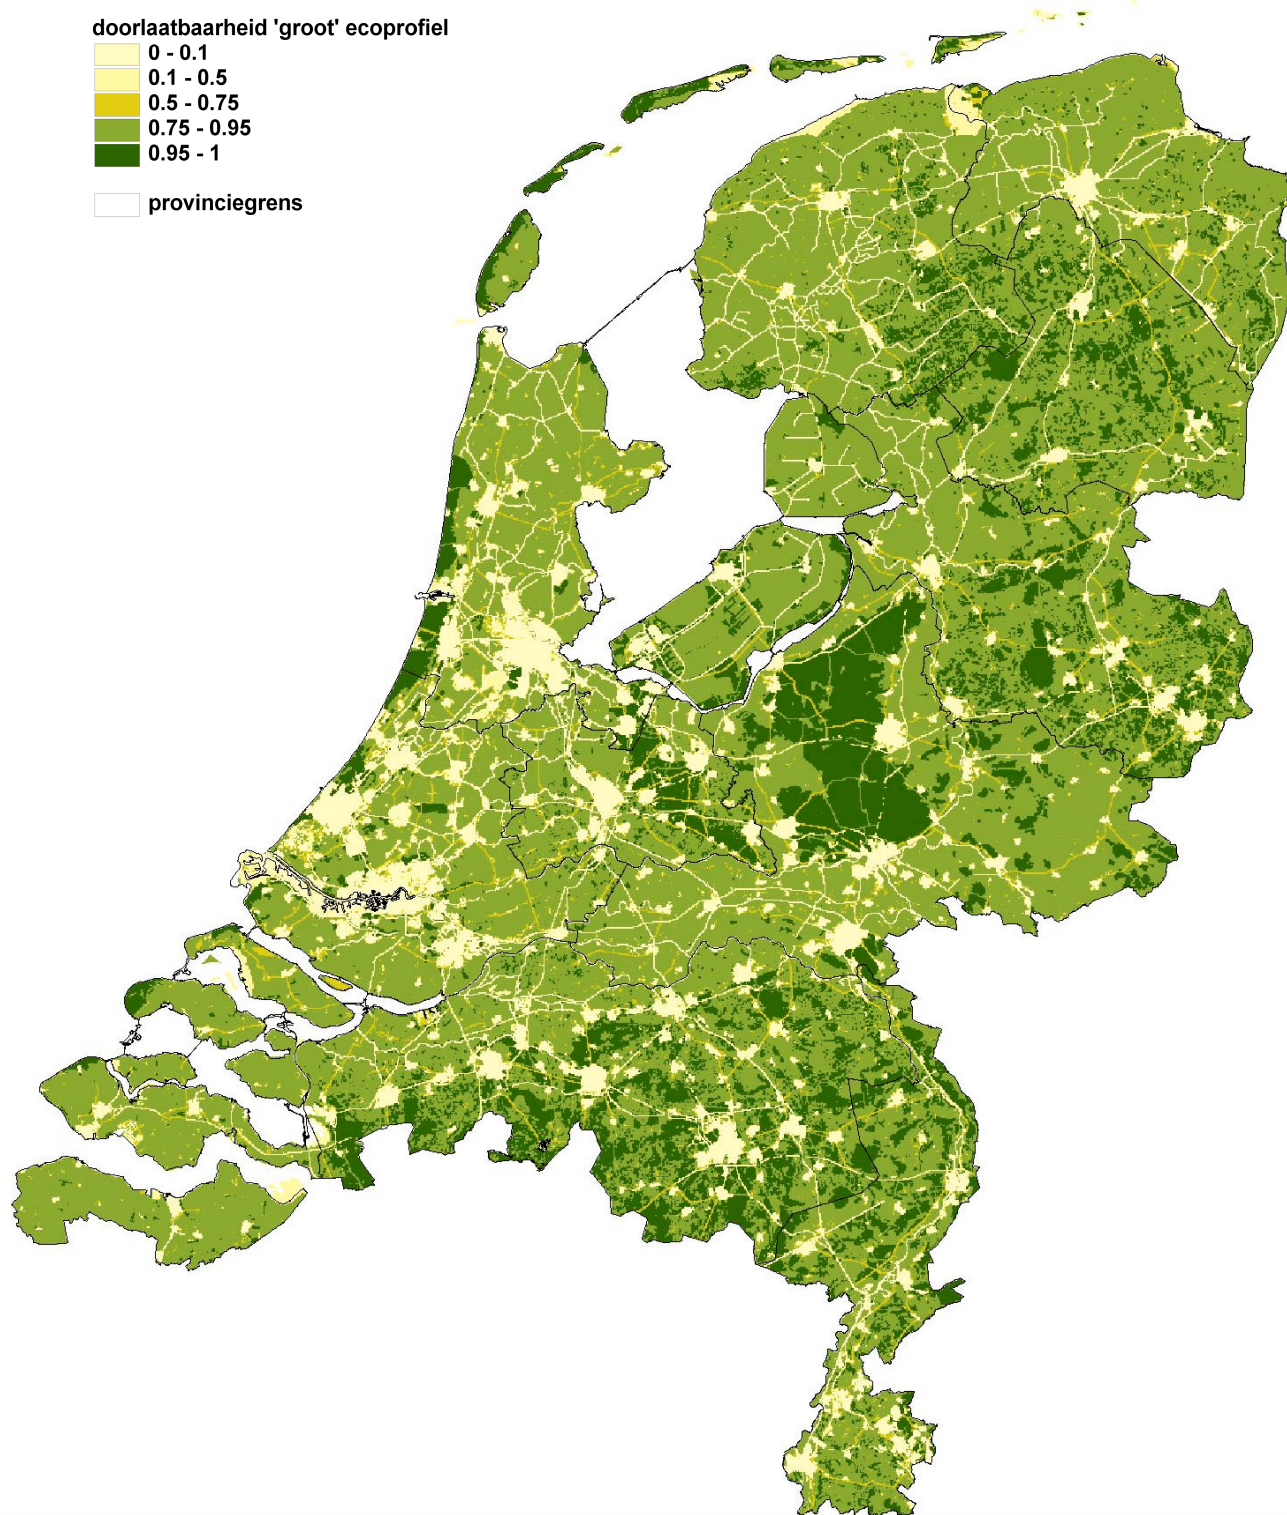 doorlaatbaarheid 'groot' ecoprofiel
0 - 0.1
0.1 - 0.5
0.5 - 0.75
0.75 - 0.95
0.95 - 1
provinciegrens